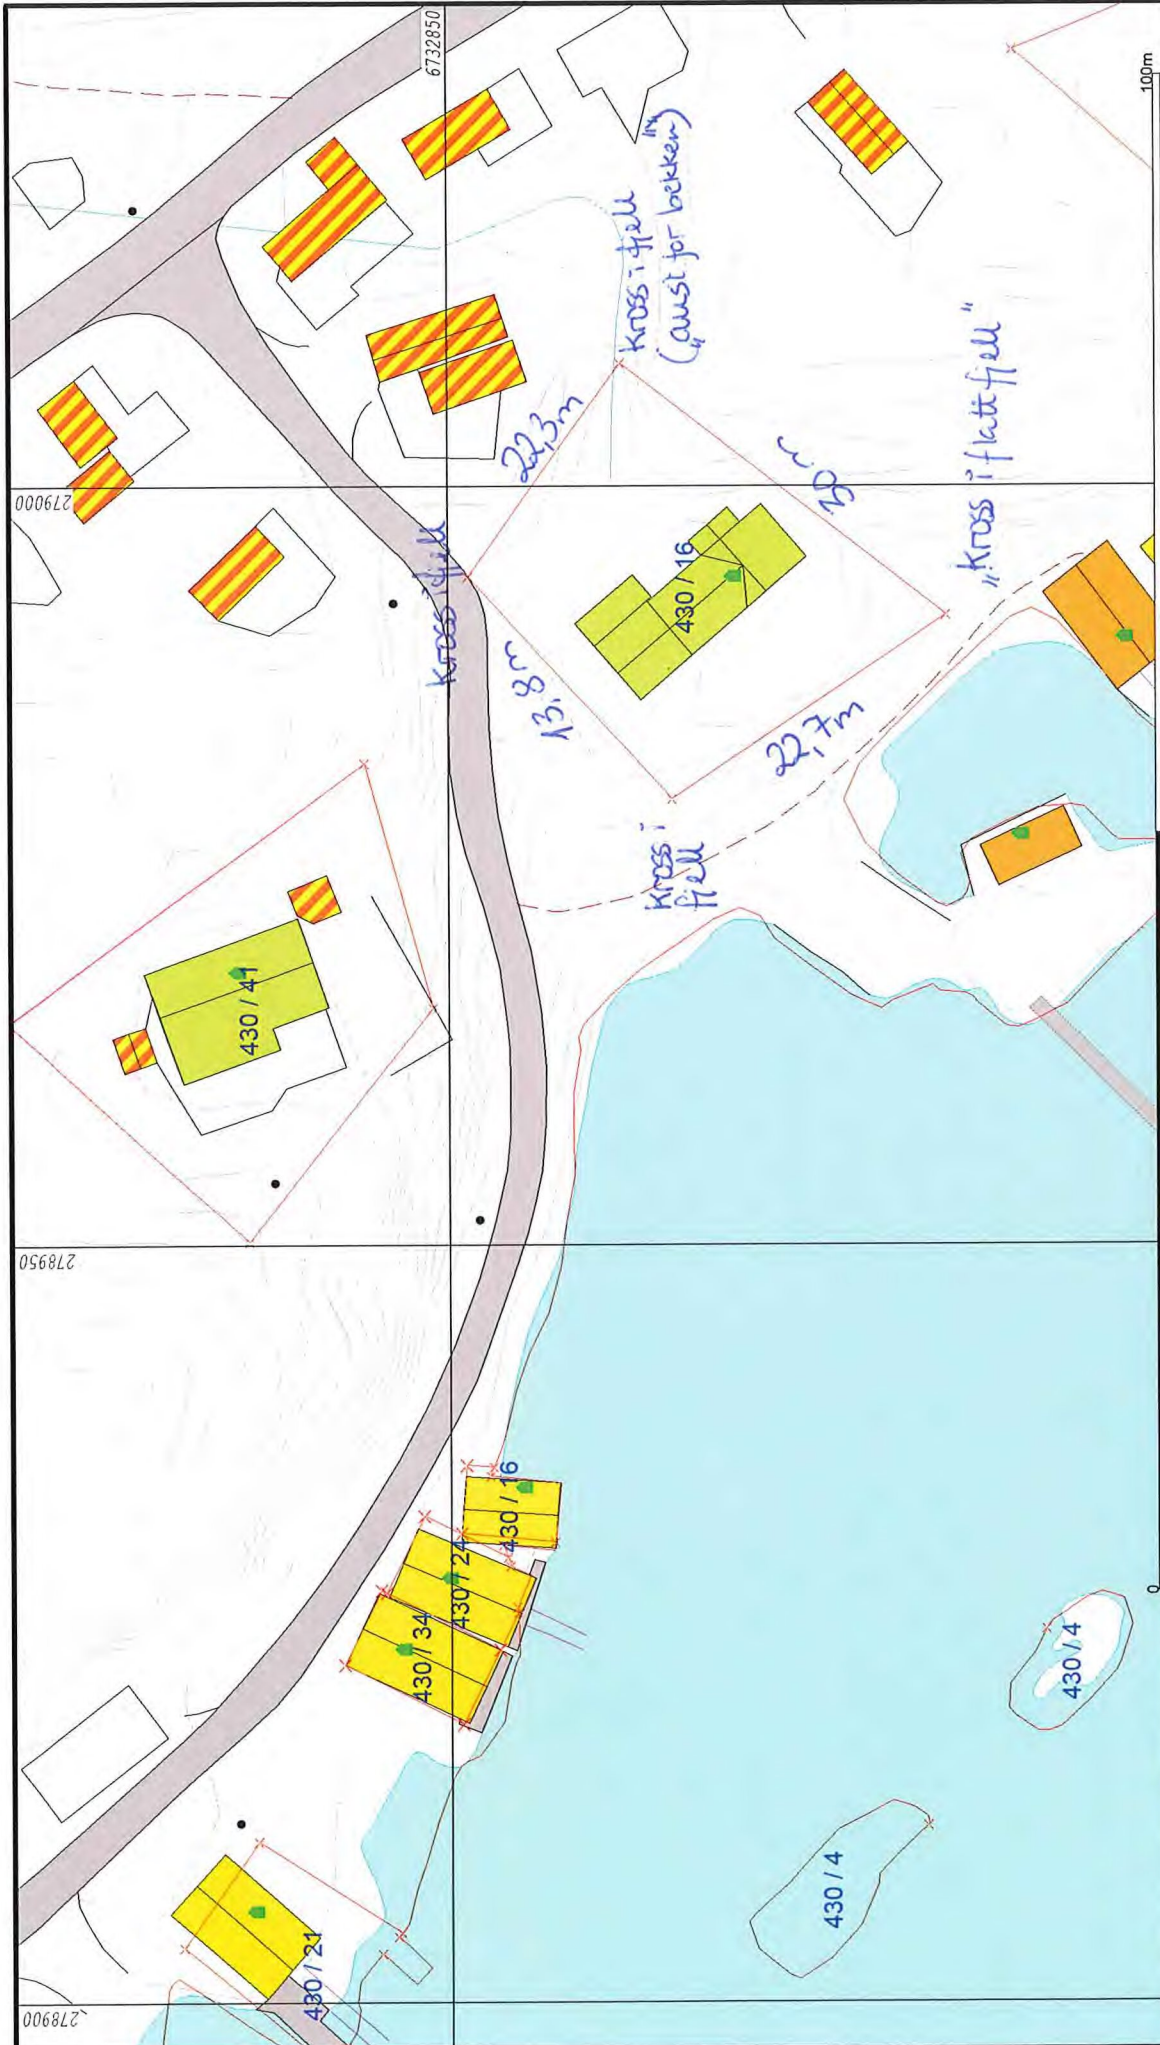 6732850
100m
Kross i fjell
("aust for bekken")
22,3m
279000
"Kross i flatt fjell"
Kross i fjell
430 / 16
13,8m
22,7m
Kross i
fjell
430 / 41
278950
430 / 16
430 / 24
430 / 34
0
430 / 4
430 / 4
430 / 21
278900